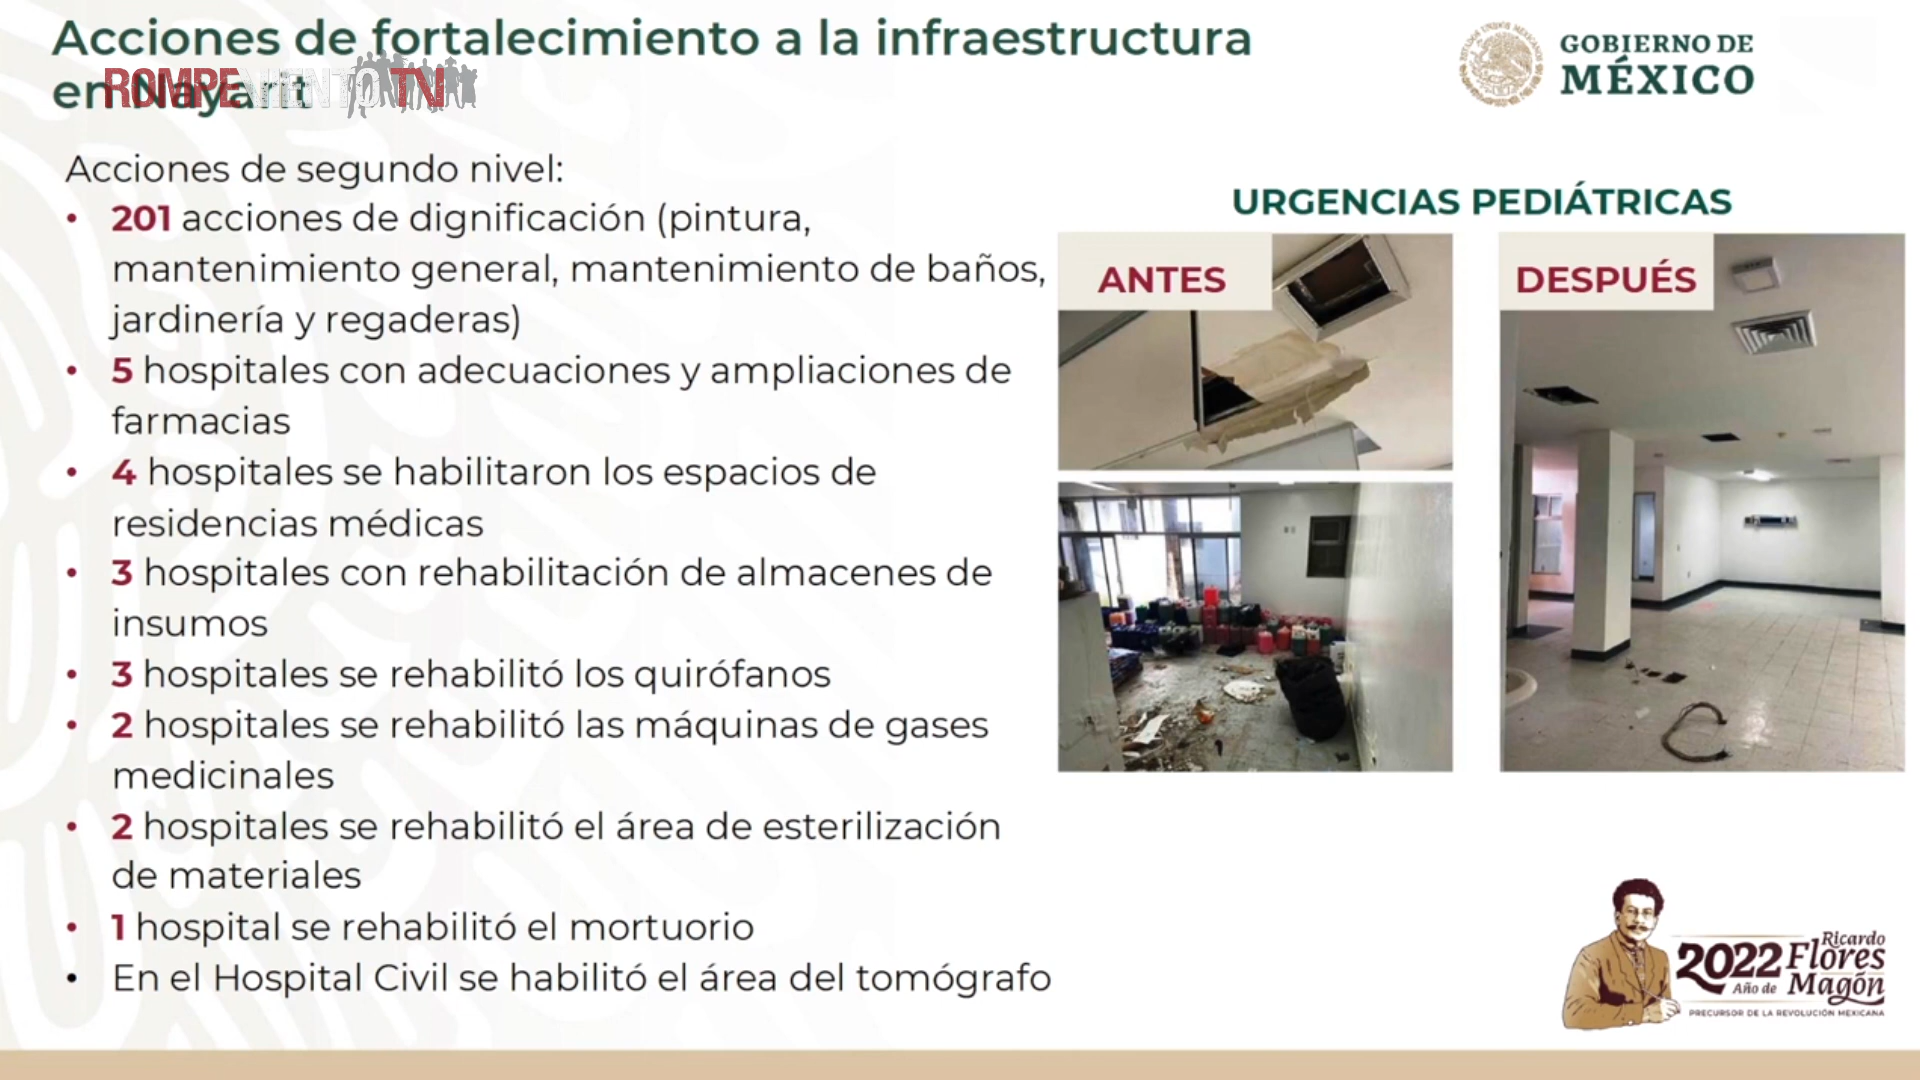 Acciones de fortalecimiento a la infraestructura
en Nayarit
ROMPEVIENTO TV
GOBIERNO DE
MÉXICO
Acciones de segundo nivel:
• 201 acciones de dignificación (pintura,
mantenimiento general, mantenimiento de baños,
jardinería y regaderas)
• 5 hospitales con adecuaciones y ampliaciones de
farmacias
• 4 hospitales se habilitaron los espacios de
residencias médicas
• 3 hospitales con rehabilitación de almacenes de
insumos
• 3 hospitales se rehabilitó los quirófanos
• 2 hospitales se rehabilitó las máquinas de gases
medicinales
• 2 hospitales se rehabilitó el área de esterilización
de materiales
• 1 hospital se rehabilitó el mortuorio
• En el Hospital Civil se habilitó el área del tomógrafo
URGENCIAS PEDIÁTRICAS
ANTES
DESPUÉS
2022 Ricardo
Flores
Año de Magón
PRECURSOR DE LA REVOLUCIÓN MEXICANA